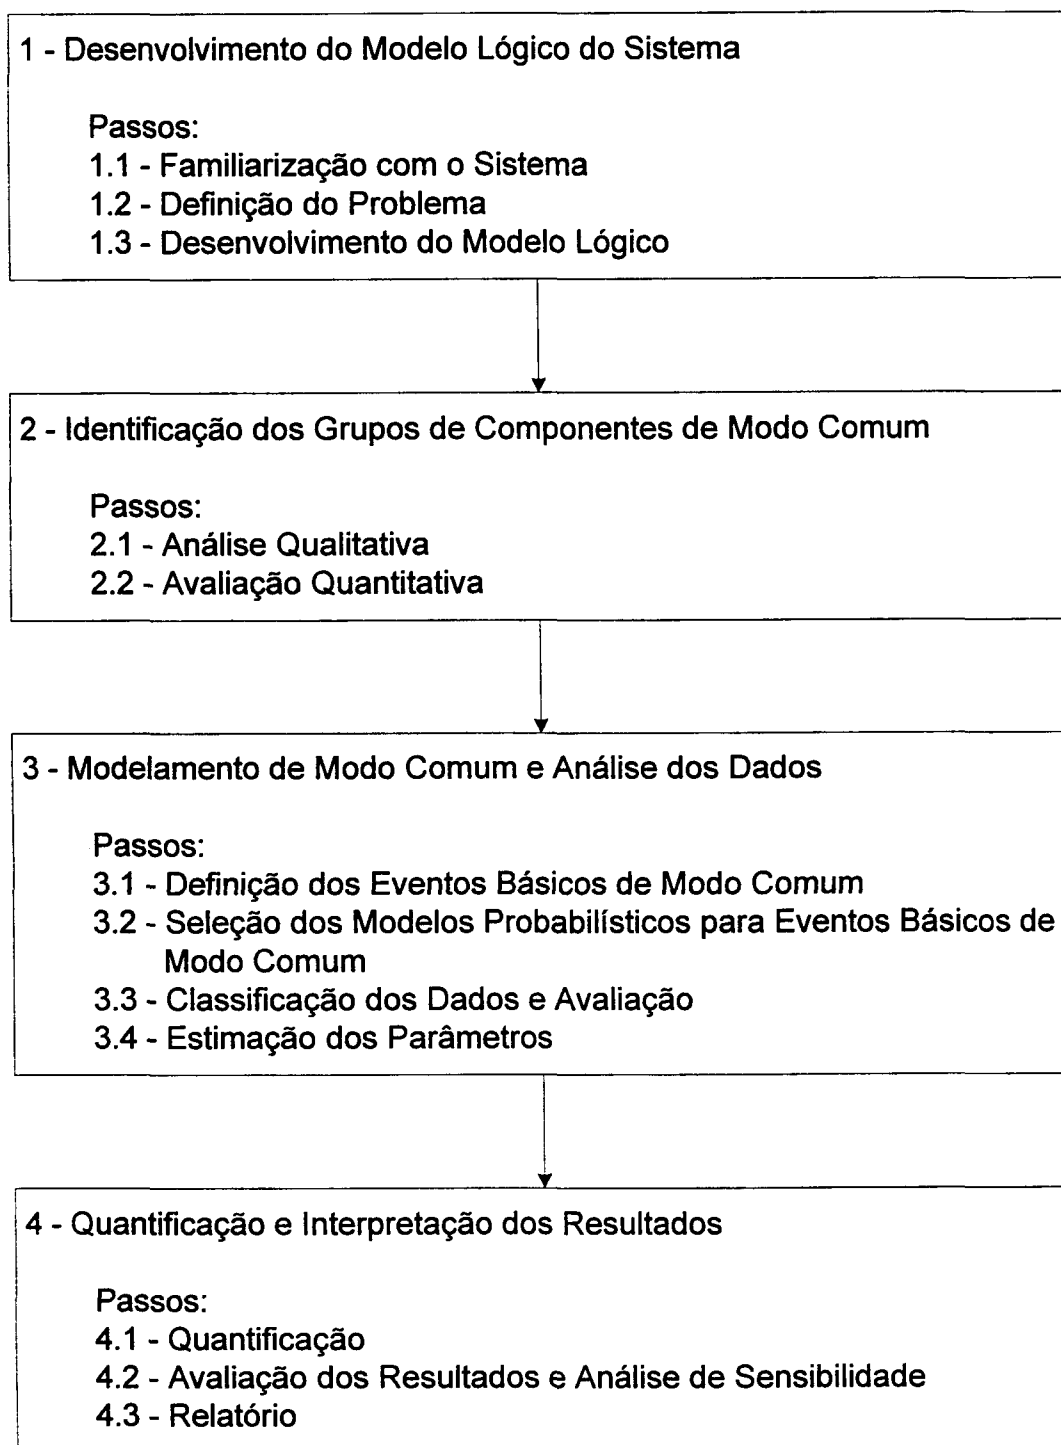 1 - Desenvolvimento do Modelo Lógico do Sistema
Passos:
1.1 - Familiarização com o Sistema
1.2 - Definição do Problema
1.3 - Desenvolvimento do Modelo Lógico
2 - Identificação dos Grupos de Componentes de Modo Comum
Passos:
2.1 - Análise Qualitativa
2.2 - Avaliação Quantitativa
3 - Modelamento de Modo Comum e Análise dos Dados
Passos:
3.1 - Definição dos Eventos Básicos de Modo Comum
3.2 - Seleção dos Modelos Probabilísticos para Eventos Básicos de
Modo Comum
3.3 - Classificação dos Dados e Avaliação
3.4 - Estimação dos Parâmetros
4 - Quantificação e Interpretação dos Resultados
Passos:
4.1 - Quantificação
4.2 - Avaliação dos Resultados e Análise de Sensibilidade
4.3 - Relatório